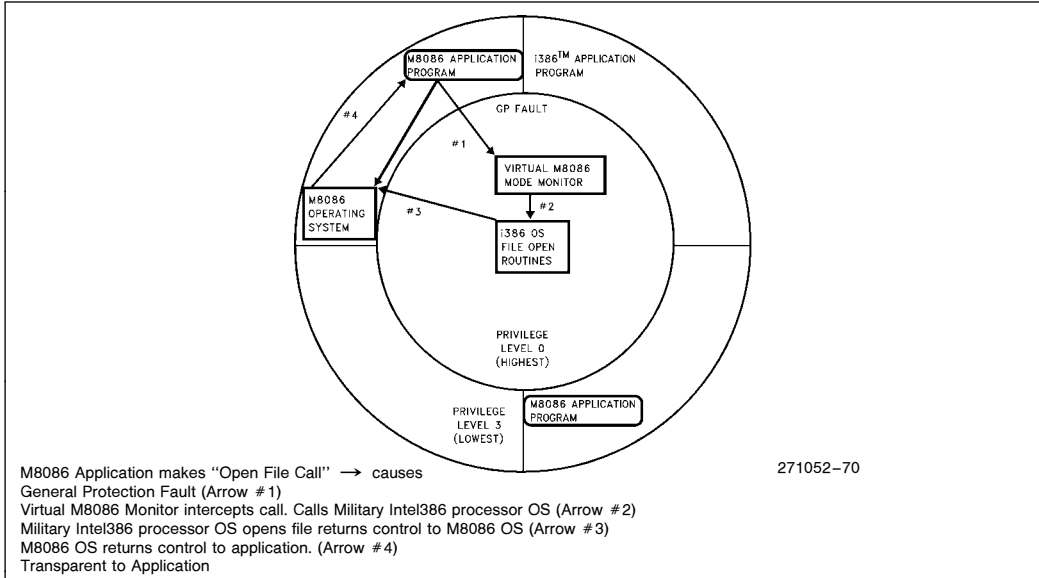 M8086 APPLICATION
PROGRAM
i386™ APPLICATION
PROGRAM
GP FAULT
#4
#1
VIRTUAL M8086
MODE MONITOR
M8086
OPERATING
SYSTEM
#3
#2
i386 OS
FILE OPEN
ROUTINES
PRIVILEGE
LEVEL 0
(HIGHEST)
PRIVILEGE
LEVEL 3
(LOWEST)
M8086 APPLICATION
PROGRAM
271052–70
M8086 Application makes ‘‘Open File Call’’ → causes
General Protection Fault (Arrow #1)
Virtual M8086 Monitor intercepts call. Calls Military Intel386 processor OS (Arrow #2)
Military Intel386 processor OS opens file returns control to M8086 OS (Arrow #3)
M8086 OS returns control to application. (Arrow #4)
Transparent to Application